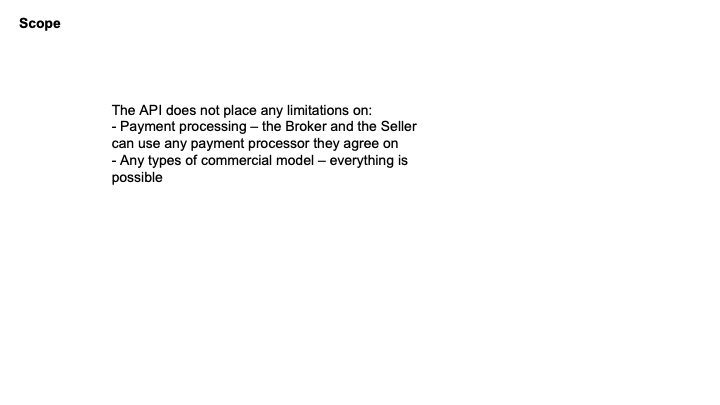 Scope
The API does not place any limitations on:
- Payment processing – the Broker and the Seller
can use any payment processor they agree on
- Any types of commercial model – everything is
possible